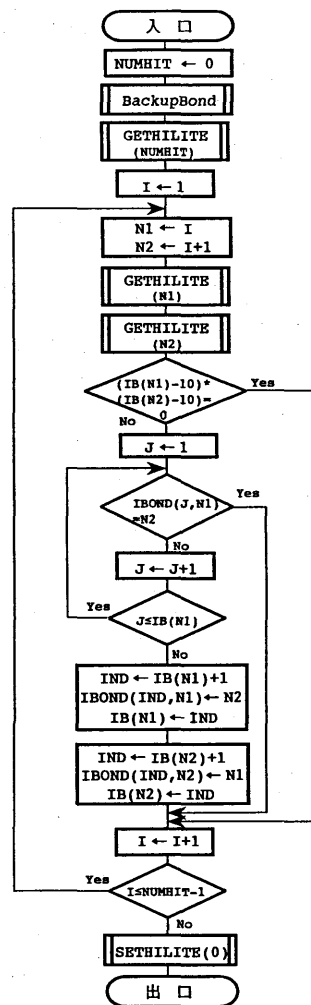 入 口
NUMHIT ← 0
BackupBond
GETHILITE
(NUMHIT)
I ← 1
N1 ← I
N2 ← I+1
GETHILITE
(N1)
GETHILITE
(N2)
(IB(N1)-10)*
(IB(N2)-10)=
0
Yes
No
J ← 1
IBOND(J,N1)
=N2
Yes
No
J ← J+1
J≤IB(N1)
Yes
No
IND ← IB(N1)+1
IBOND(IND,N1)← N2
IB(N1) ← IND
IND ← IB(N2)+1
IBOND(IND,N2)← N1
IB(N2) ← IND
I ← I+1
Yes
I≤NUMHIT-1
No
SETHILITE(0)
出 口